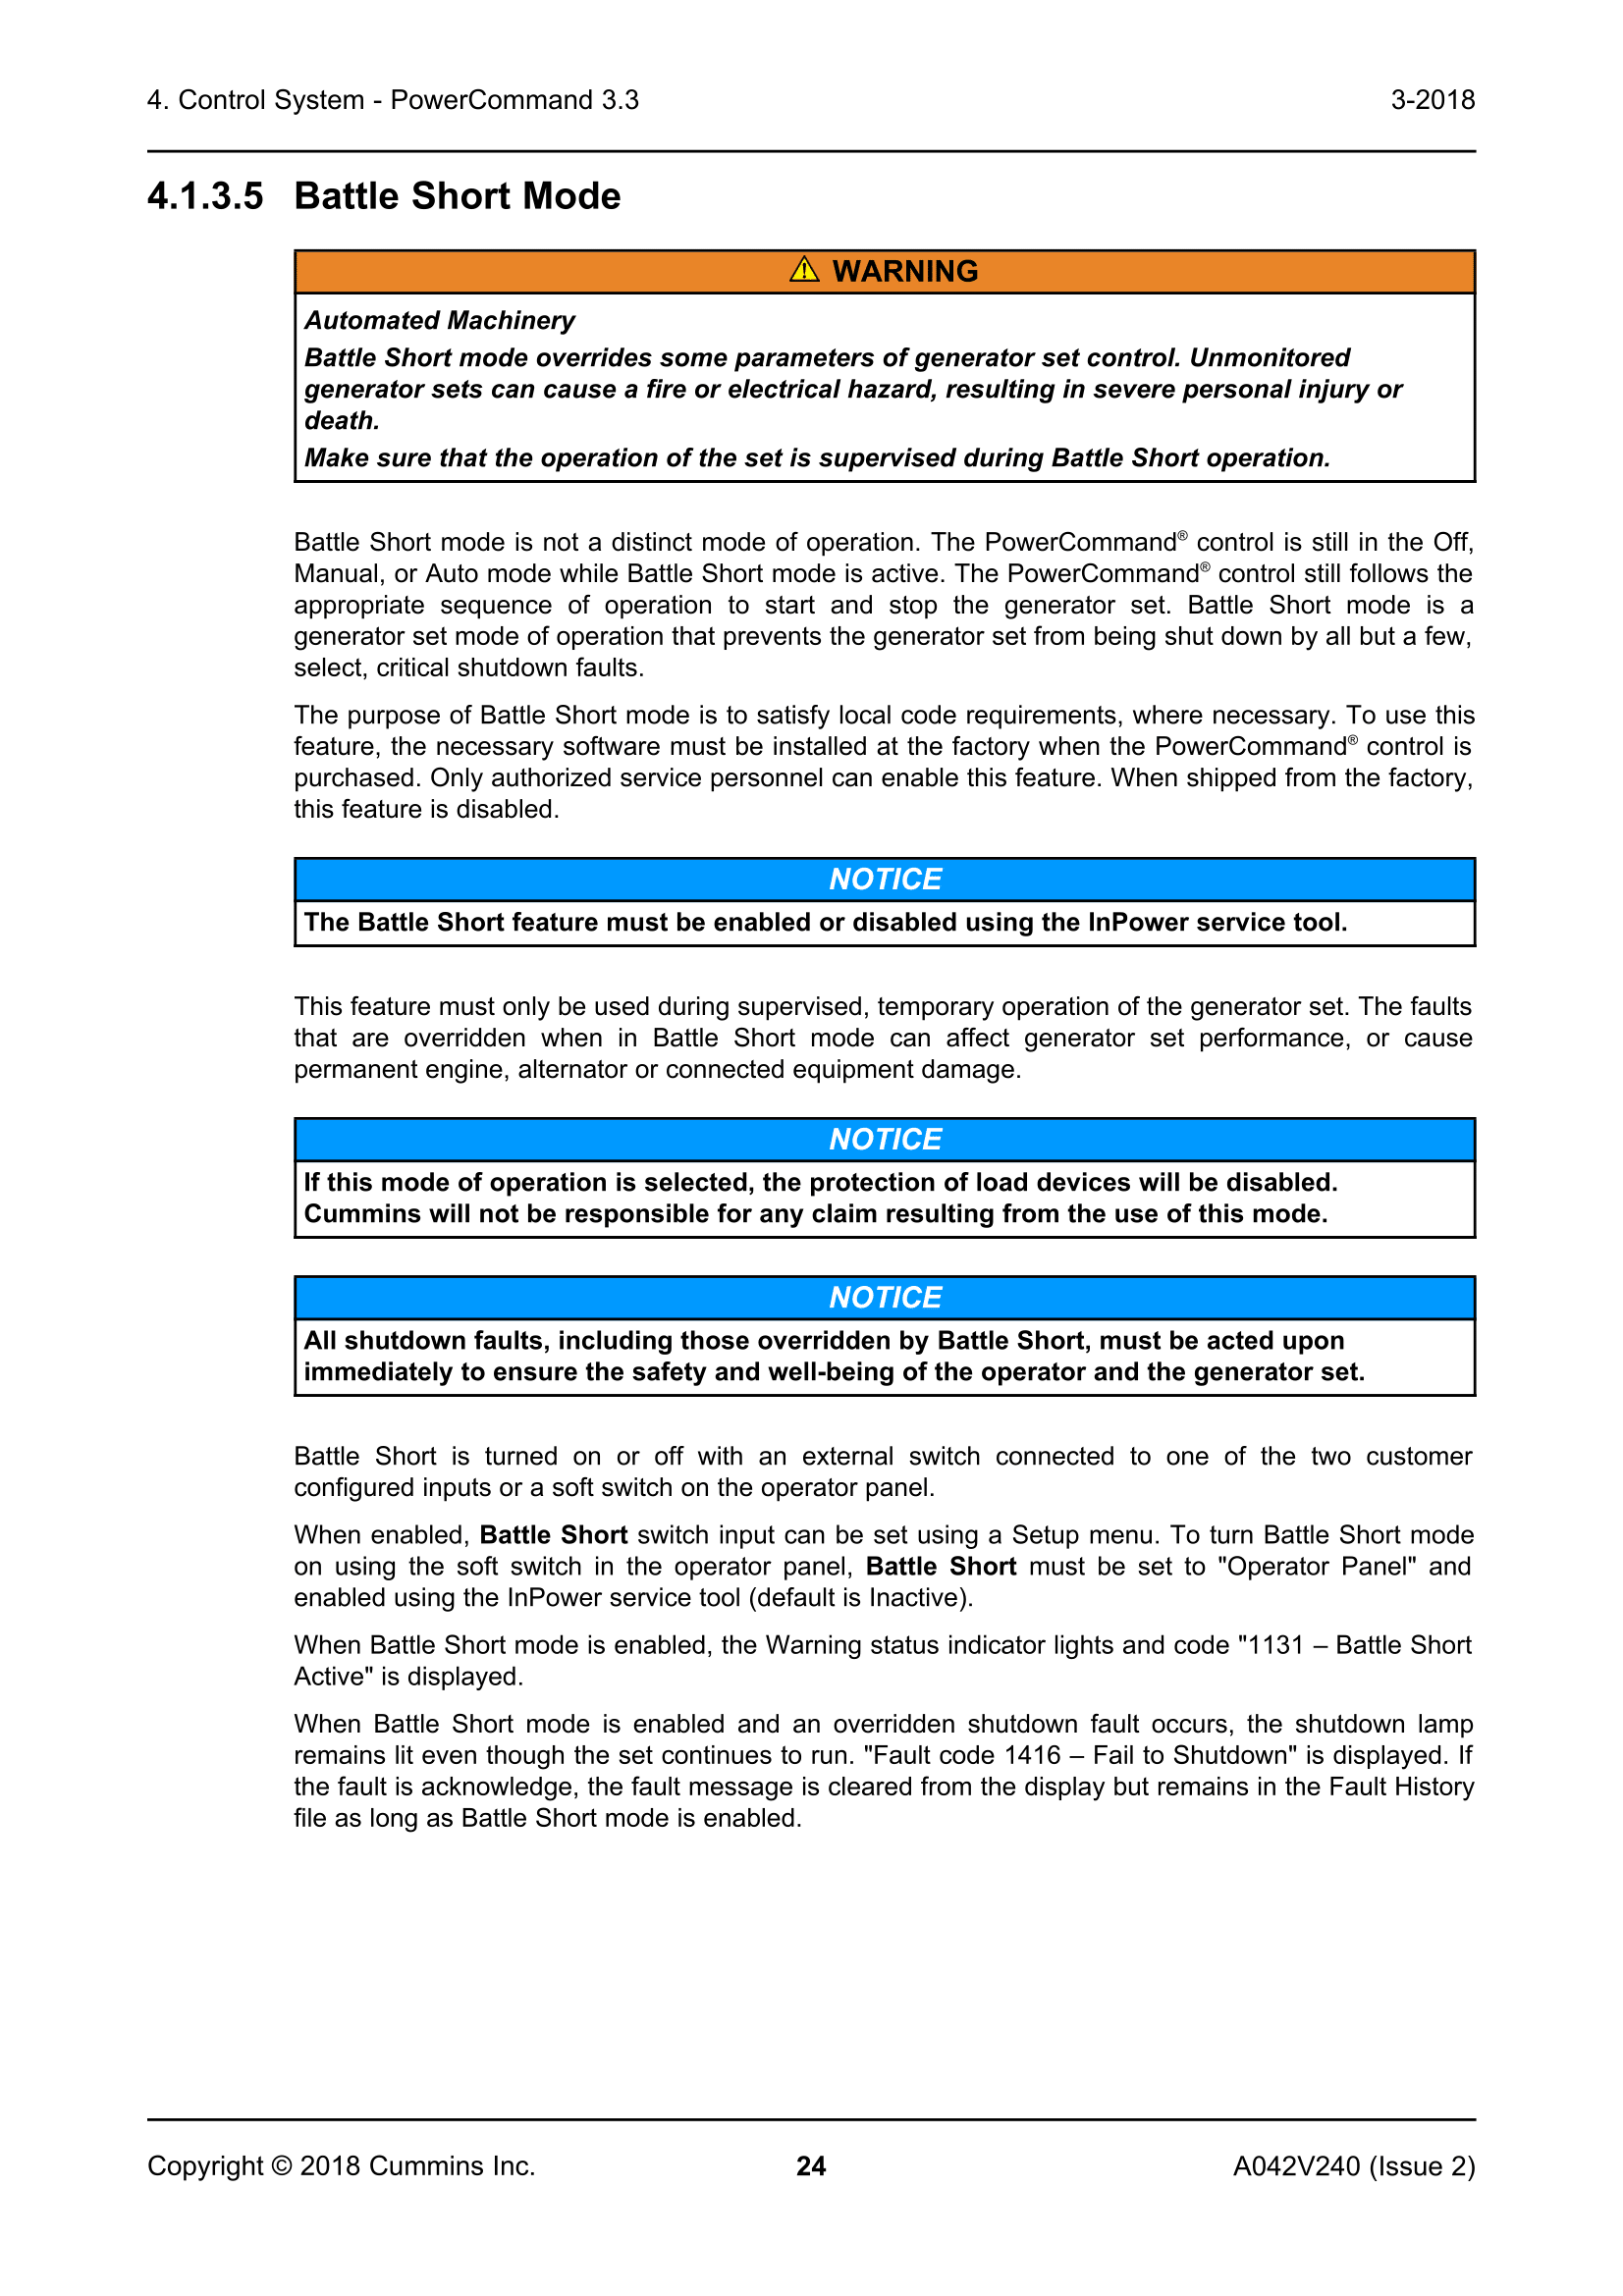 4. Control System - PowerCommand 3.3
3-2018
4.1.3.5 Battle Short Mode
WARNING
Automated Machinery
Battle Short mode overrides some parameters of generator set control. Unmonitored
generator sets can cause a fire or electrical hazard, resulting in severe personal injury or
death.
Make sure that the operation of the set is supervised during Battle Short operation.
Battle Short mode is not a distinct mode of operation. The PowerCommand® control is still in the Off,
Manual, or Auto mode while Battle Short mode is active. The PowerCommand® control still follows the
appropriate sequence of operation to start and stop the generator set. Battle Short mode is a
generator set mode of operation that prevents the generator set from being shut down by all but a few,
select, critical shutdown faults.
The purpose of Battle Short mode is to satisfy local code requirements, where necessary. To use this
feature, the necessary software must be installed at the factory when the PowerCommand® control is
purchased. Only authorized service personnel can enable this feature. When shipped from the factory,
this feature is disabled.
NOTICE
The Battle Short feature must be enabled or disabled using the InPower service tool.
This feature must only be used during supervised, temporary operation of the generator set. The faults
that are overridden when in Battle Short mode can affect generator set performance, or cause
permanent engine, alternator or connected equipment damage.
NOTICE
If this mode of operation is selected, the protection of load devices will be disabled.
Cummins will not be responsible for any claim resulting from the use of this mode.
NOTICE
All shutdown faults, including those overridden by Battle Short, must be acted upon
immediately to ensure the safety and well-being of the operator and the generator set.
Battle Short is turned on or off with an external switch connected to one of the two customer
configured inputs or a soft switch on the operator panel.
When enabled, Battle Short switch input can be set using a Setup menu. To turn Battle Short mode
on using the soft switch in the operator panel, Battle Short must be set to "Operator Panel" and
enabled using the InPower service tool (default is Inactive).
When Battle Short mode is enabled, the Warning status indicator lights and code "1131 – Battle Short
Active" is displayed.
When Battle Short mode is enabled and an overridden shutdown fault occurs, the shutdown lamp
remains lit even though the set continues to run. "Fault code 1416 – Fail to Shutdown" is displayed. If
the fault is acknowledge, the fault message is cleared from the display but remains in the Fault History
file as long as Battle Short mode is enabled.
Copyright © 2018 Cummins Inc.
24
A042V240 (Issue 2)